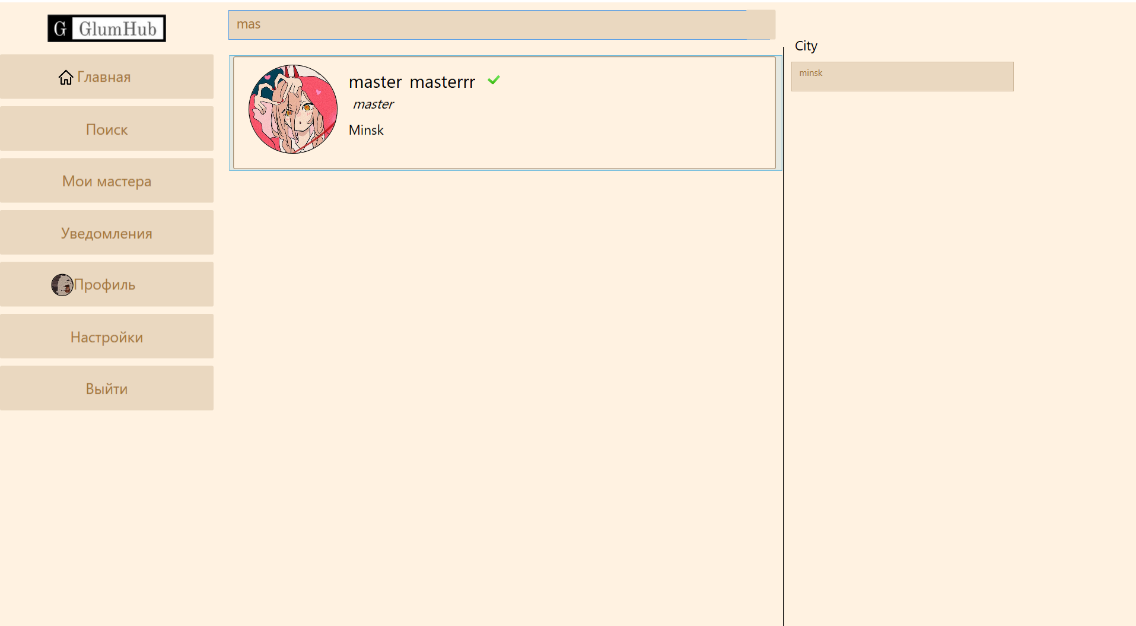 G GlumHub
Главная
Поиск
Мои мастера
Уведомления
Профиль
Настройки
Выйти
mas
master masterrr
master
Minsk
City
minsk